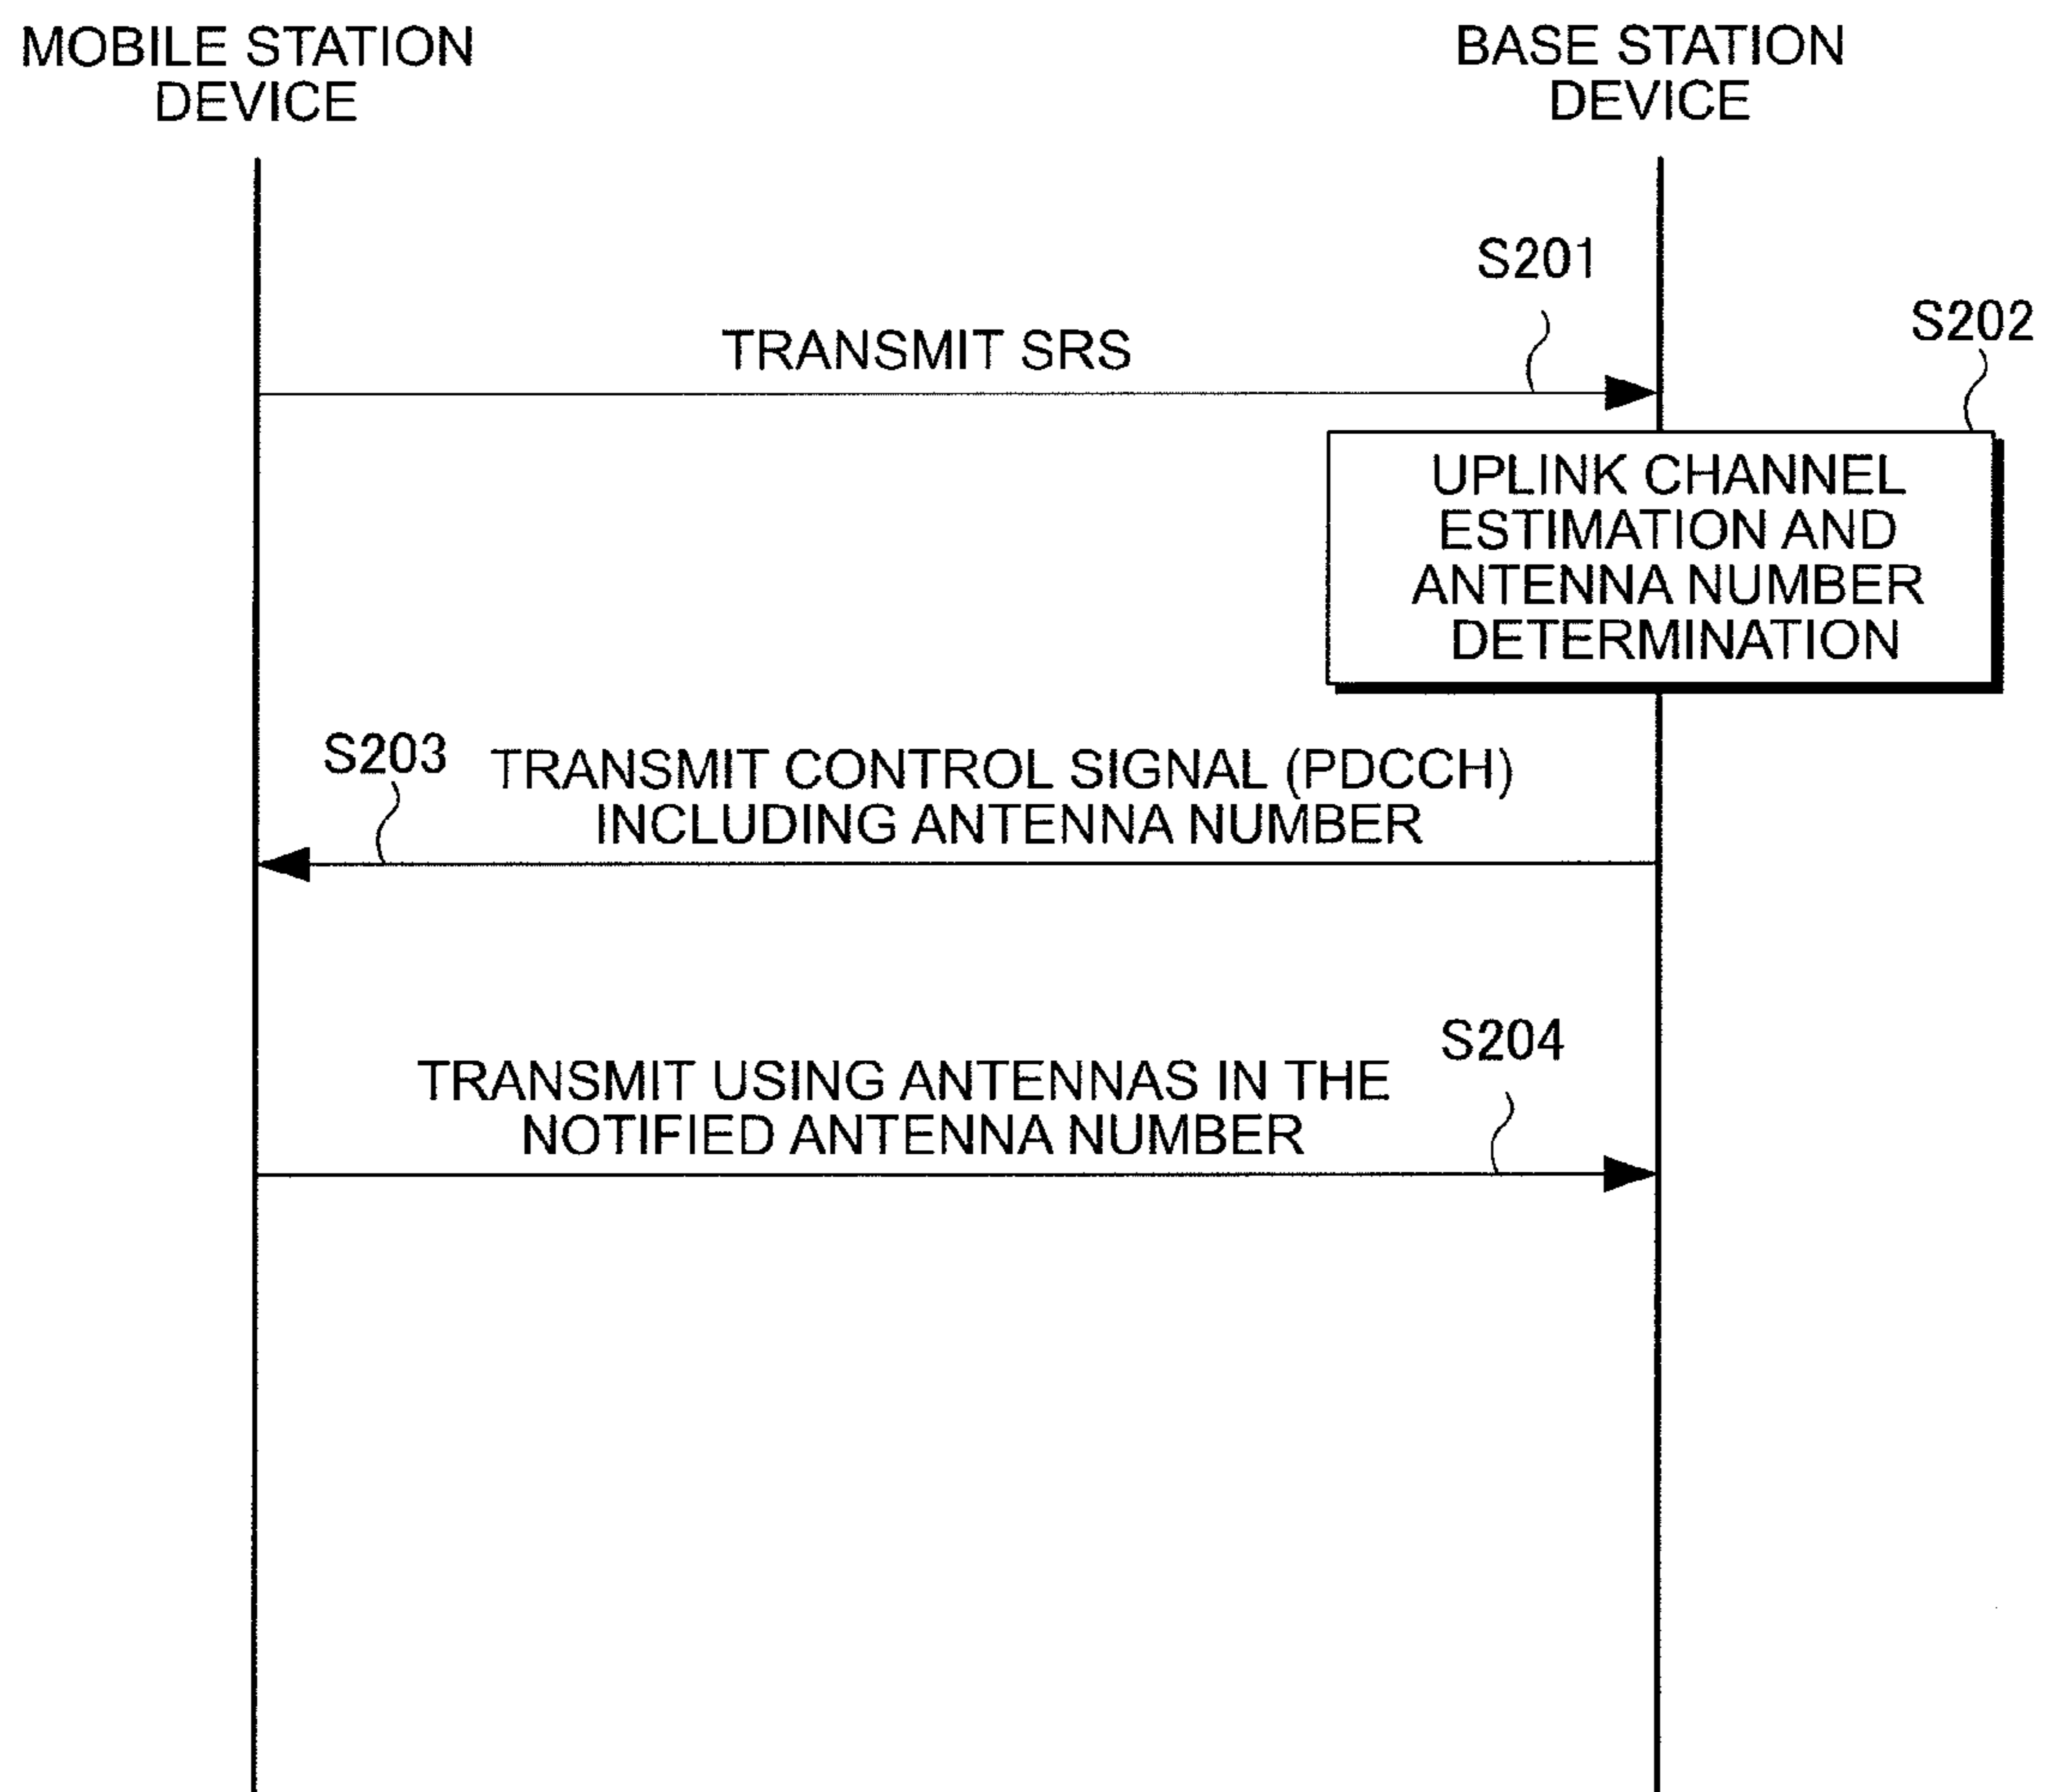 MOBILE STATION
DEVICE
BASE STATION
DEVICE
S201
S202
TRANSMIT SRS
UPLINK CHANNEL
ESTIMATION AND
ANTENNA NUMBER
DETERMINATION
S203
TRANSMIT CONTROL SIGNAL (PDCCH)
INCLUDING ANTENNA NUMBER
S204
TRANSMIT USING ANTENNAS IN THE
NOTIFIED ANTENNA NUMBER